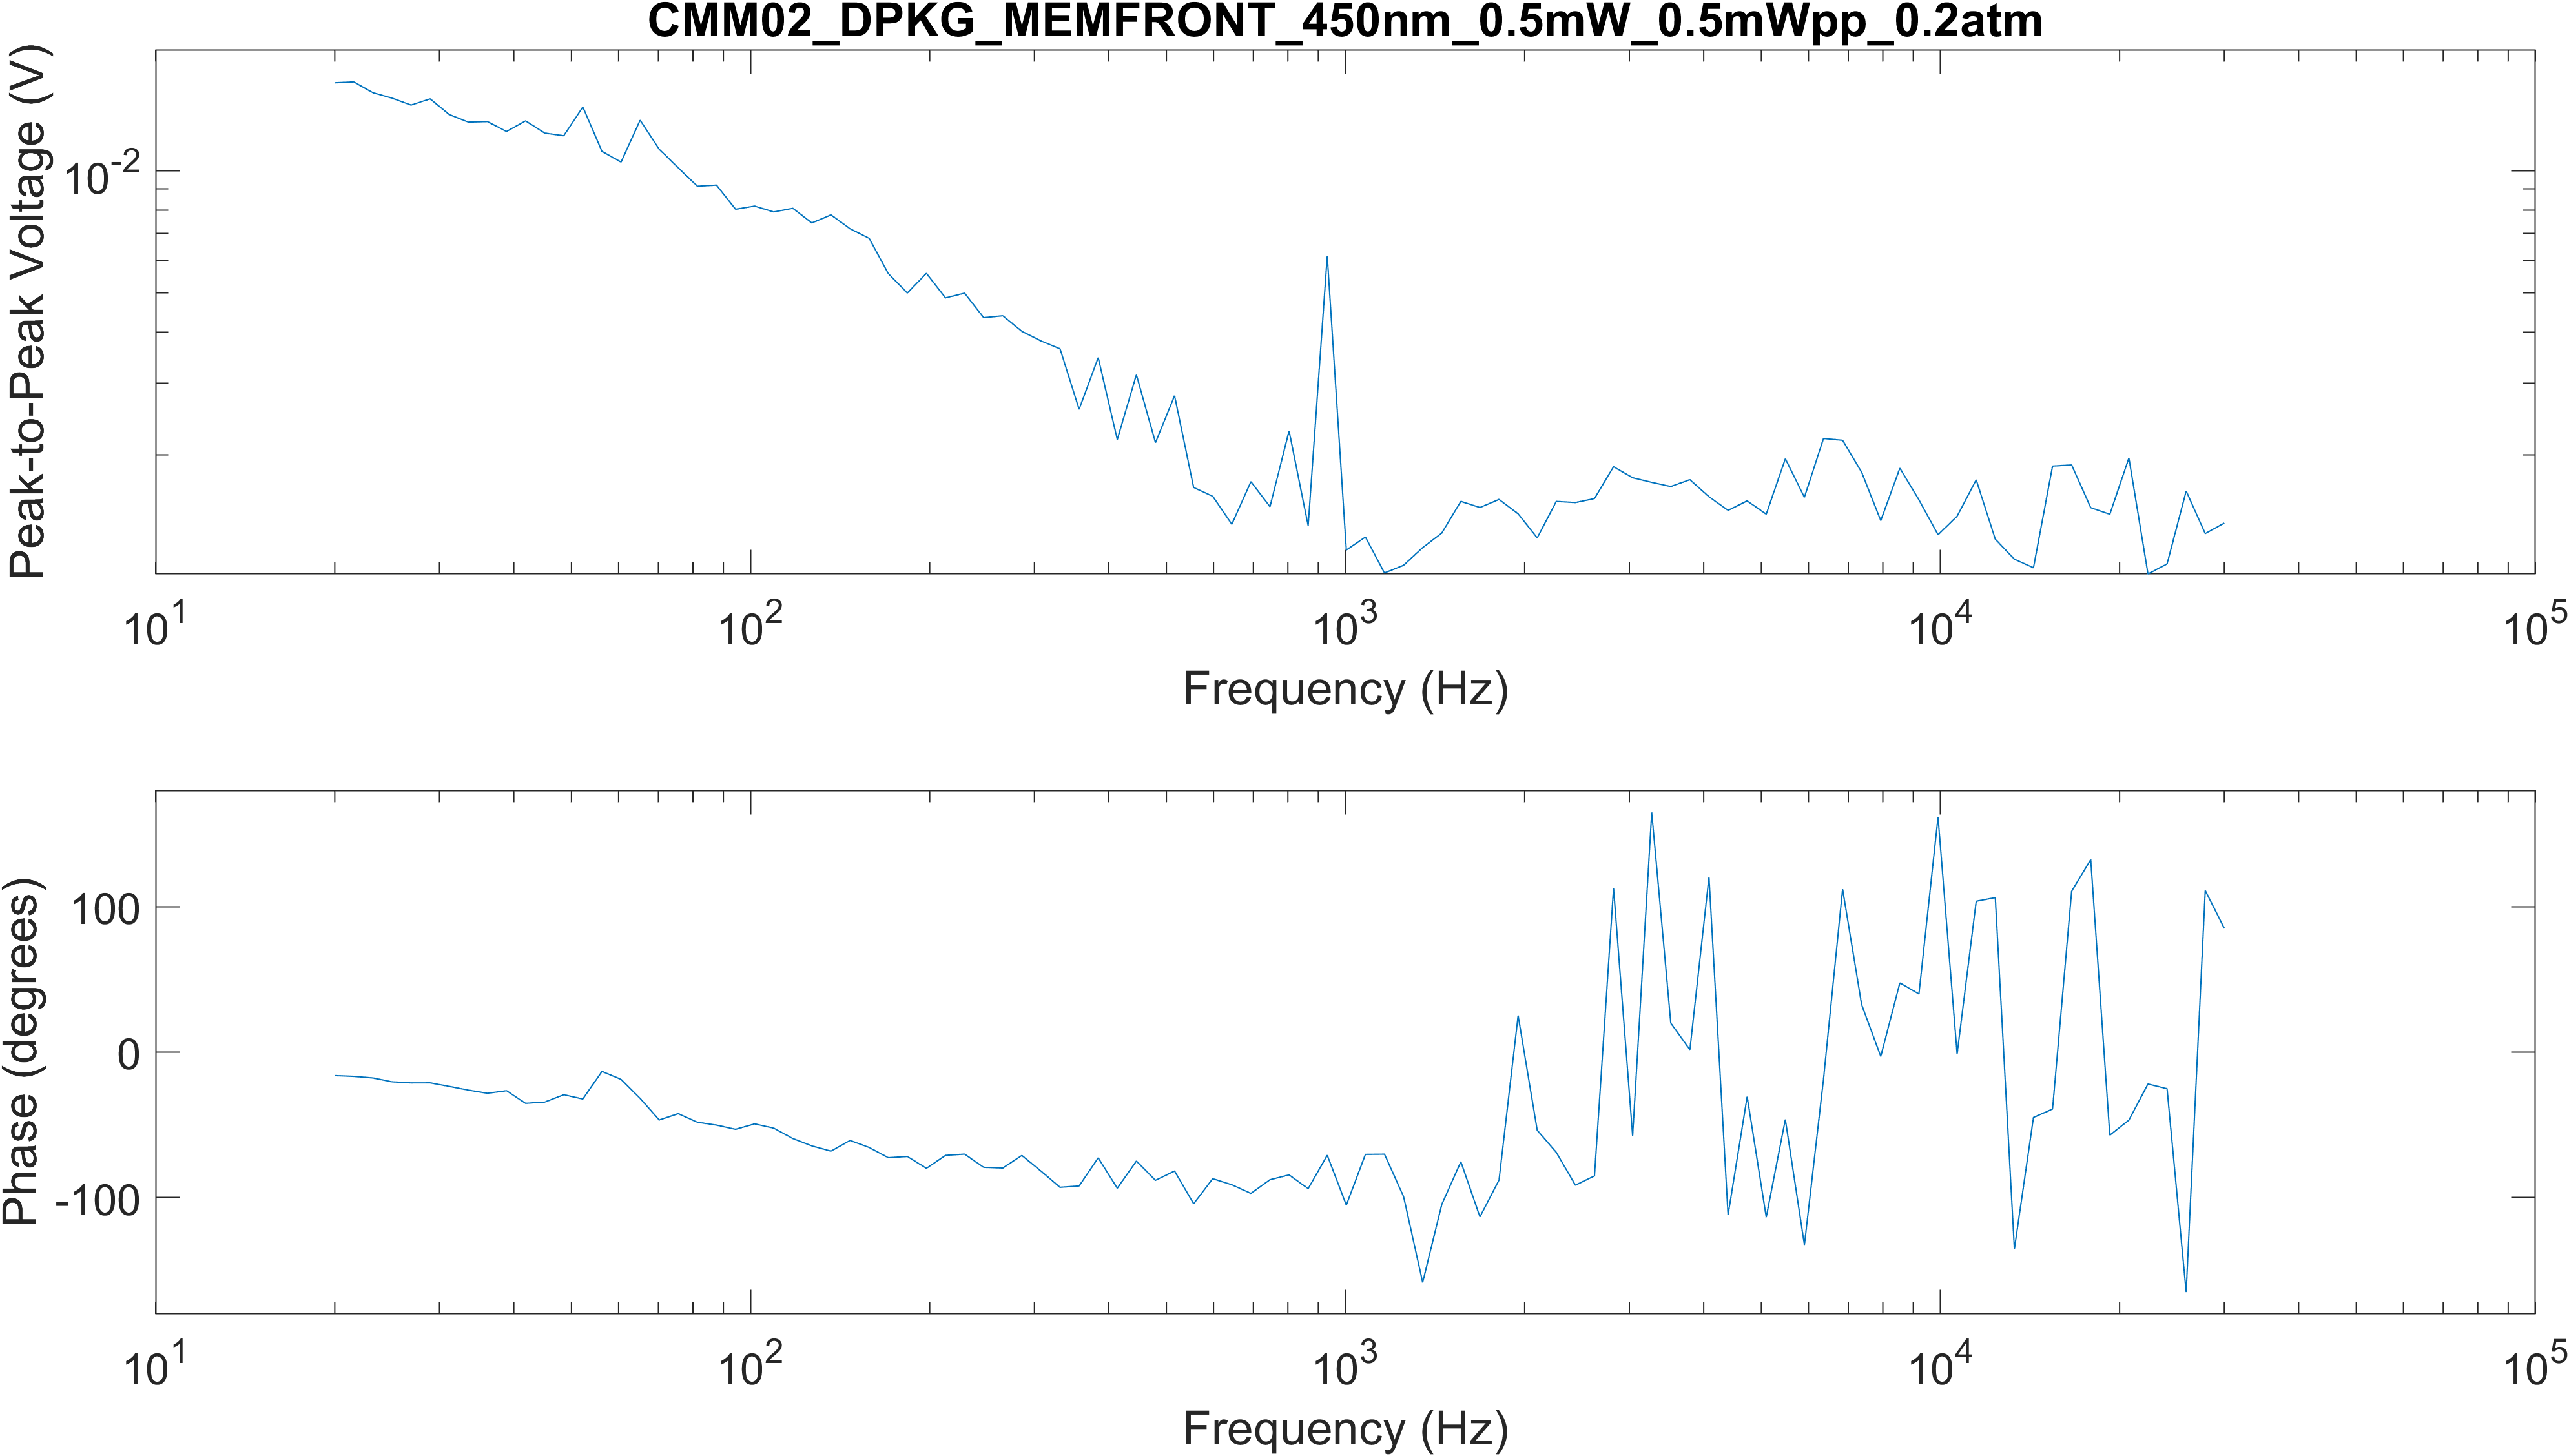 CMM02_DPKG_MEMFRONT_450nm_0.5mW_0.5mWpp_0.2atm
Peak-to-Peak Voltage (V)
10^-2
10^1 10^2 10^3 10^4 10^5
Frequency (Hz)
Phase (degrees)
100
0
-100
10^1 10^2 10^3 10^4 10^5
Frequency (Hz)